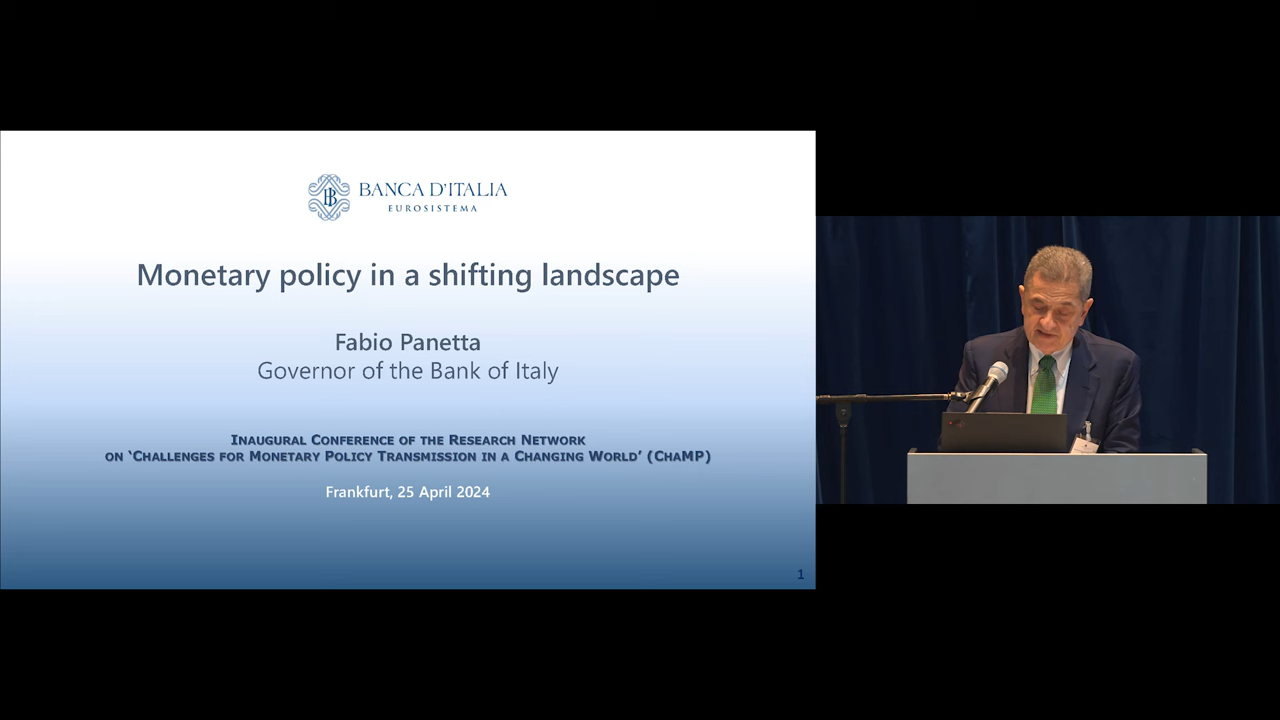 BANCA D'ITALIA
EUROSISTEMA
Monetary policy in a shifting landscape
Fabio Panetta
Governor of the Bank of Italy
Inaugural Conference of the Research Network
on ‘Challenges for Monetary Policy Transmission in a Changing World’ (ChaMP)
Frankfurt, 25 April 2024
1